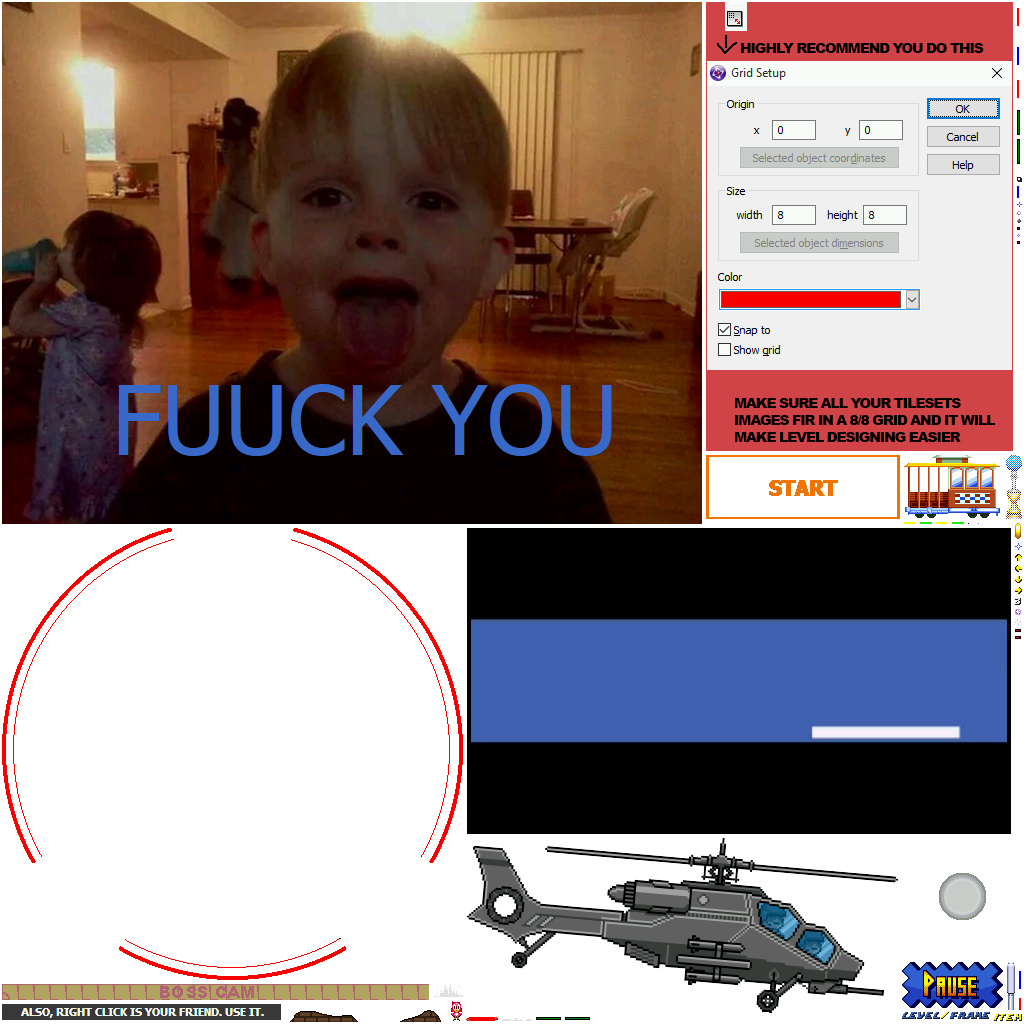 FUUCK YOU
HIGHLY RECOMMEND YOU DO THIS
Grid Setup
Origin
x 0 y 0
Selected object coordinates
Size
width 8 height 8
Selected object dimensions
Color
Snap to
Show grid
OK
Cancel
Help
MAKE SURE ALL YOUR TILESETS
IMAGES FIR IN A 8/8 GRID AND IT WILL
MAKE LEVEL DESIGNING EASIER
START
BOSS CAM
ALSO, RIGHT CLICK IS YOUR FRIEND. USE IT.
PAUSE
LEVEL/FRAME ITEM